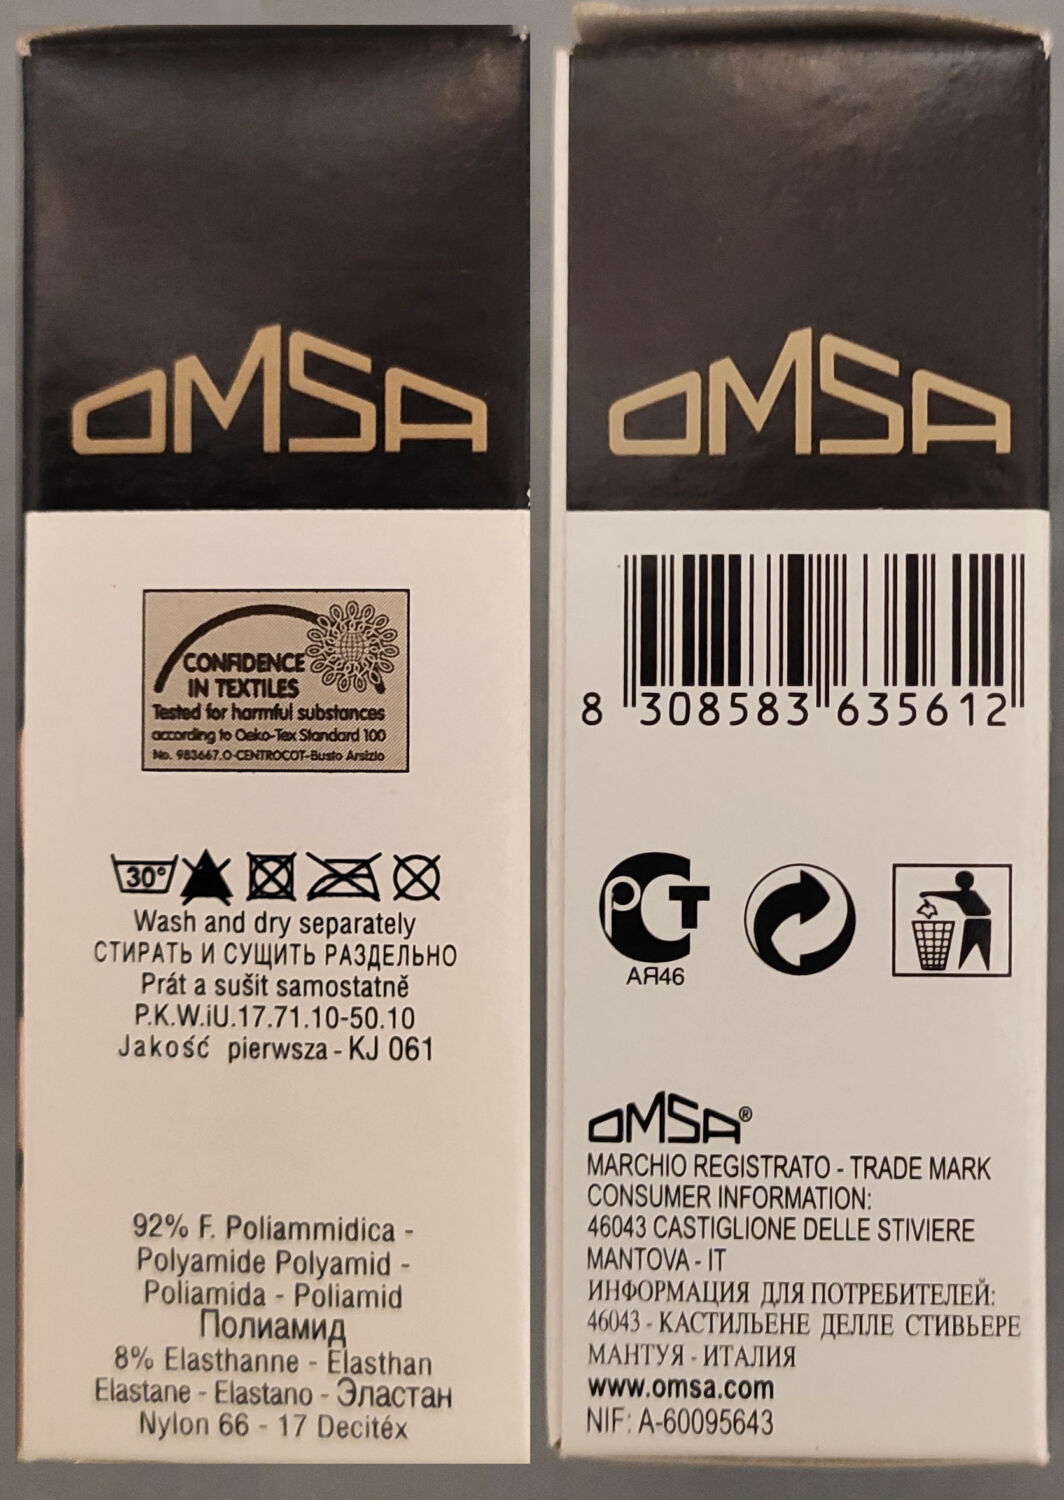 OMSA
CONFIDENCE
IN TEXTILES
Tested for harmful substances
according to Oeko-Tex Standard 100
No. 983667.O-CENTROCOT-Busto Arsizio
30°
Wash and dry separately
СТИРАТЬ И СУЩИТЬ РАЗДЕЛЬНО
Prát a sušit samostatně
P.K.W.iU.17.71.10-50.10
Jakość pierwsza - KJ 061
92% F. Poliammidica -
Polyamide Polyamid -
Poliamida - Poliamid
Полиамид
8% Elasthanne - Elasthan
Elastane - Elastano - Эластан
Nylon 66 - 17 Decitéx
OMSA
8 308583 635612
РСТ
АЯ46
OMSA®
MARCHIO REGISTRATO - TRADE MARK
CONSUMER INFORMATION:
46043 CASTIGLIONE DELLE STIVIERE
MANTOVA - IT
ИНФОРМАЦИЯ ДЛЯ ПОТРЕБИТЕЛЕЙ:
46043 - КАСТИЛЬЕНЕ ДЕЛЛЕ СТИВЬЕРЕ
МАНТУЯ - ИТАЛИЯ
www.omsa.com
NIF: A-60095643